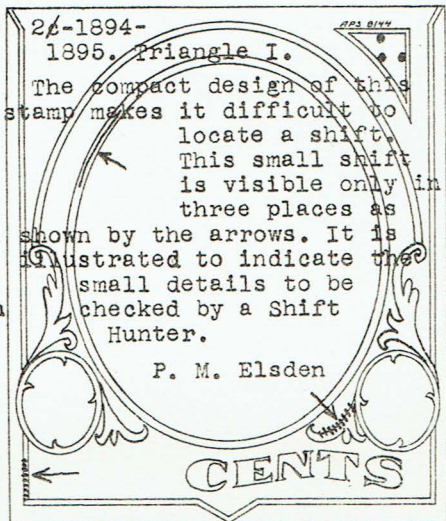 2¢-1894-
APS 8144
1895. Triangle I.
The compact design of this
stamp makes it difficult to
locate a shift.
This small shift
is visible only in
three places as
shown by the arrows. It is
illustrated to indicate the
small details to be
checked by a Shift
Hunter.
P. M. Elsden
CENTS